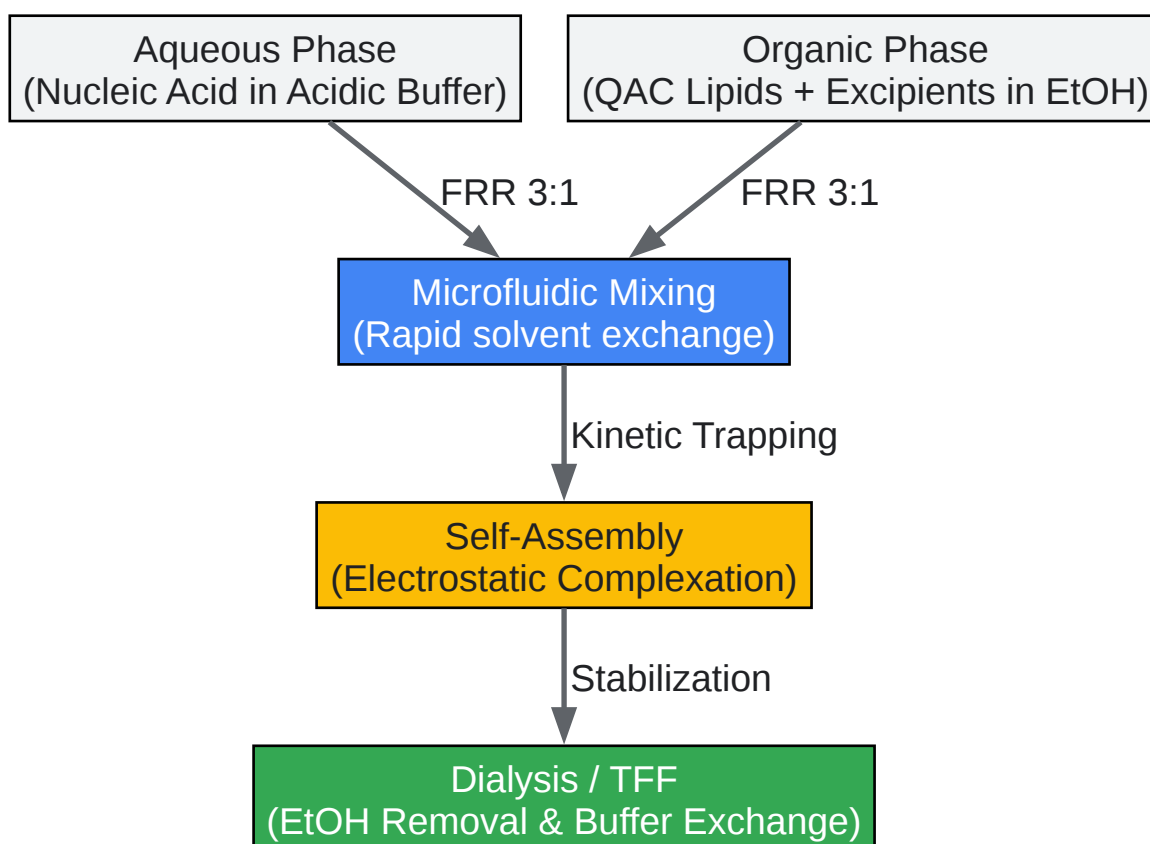 Aqueous Phase
(Nucleic Acid in Acidic Buffer)
Organic Phase
(QAC Lipids + Excipients in EtOH)
FRR 3:1
FRR 3:1
Microfluidic Mixing
(Rapid solvent exchange)
Kinetic Trapping
Self-Assembly
(Electrostatic Complexation)
Stabilization
Dialysis / TFF
(EtOH Removal & Buffer Exchange)